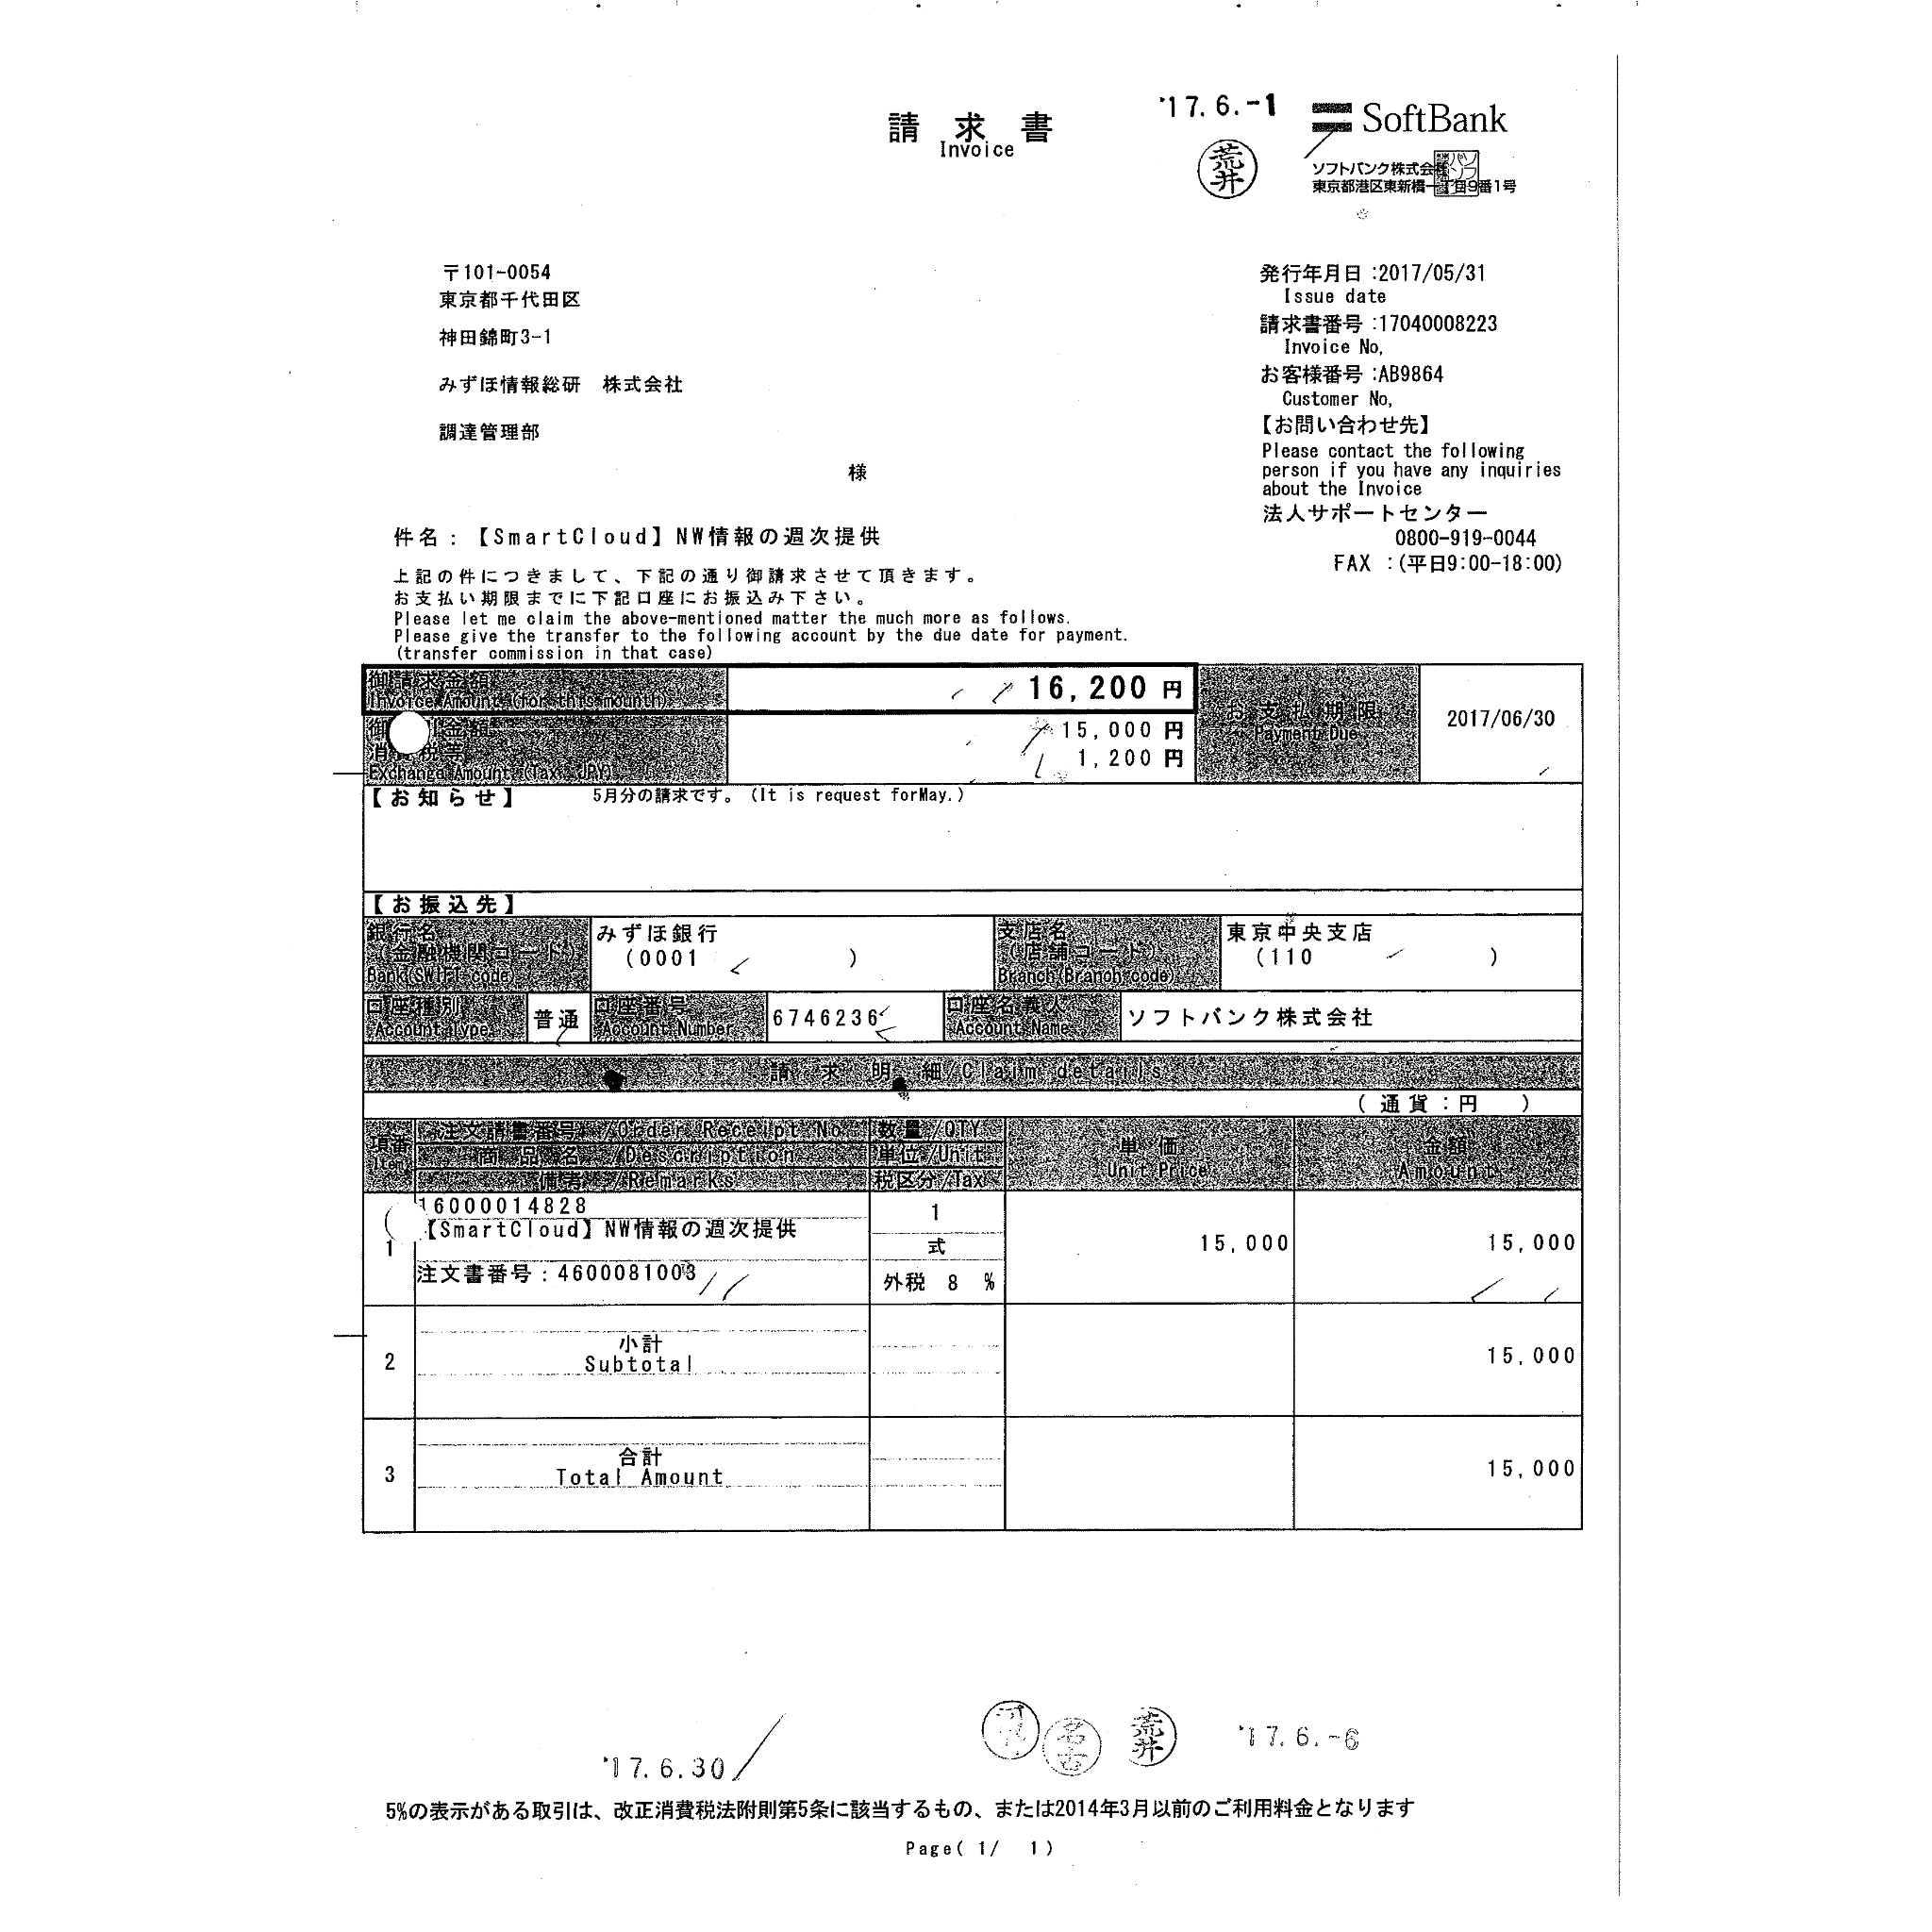 請求書
Invoice
'17.6.-1
荒井
SoftBank
ソフトバンク株式会社
東京都港区東新橋一丁目9番1号
〒101-0054
東京都千代田区
神田錦町3-1
みずほ情報総研 株式会社
調達管理部
様
発行年月日:2017/05/31
Issue date
請求書番号:17040008223
Invoice No,
お客様番号:AB9864
Customer No,
【お問い合わせ先】
Please contact the following
person if you have any inquiries
about the Invoice
法人サポートセンター
0800-919-0044
FAX :(平日9:00-18:00)
件名:【SmartCloud】NW情報の週次提供
上記の件につきまして、下記の通り御請求させて頂きます。
お支払い期限までに下記口座にお振込み下さい。
Please let me claim the above-mentioned matter the much more as follows.
Please give the transfer to the following account by the due date for payment.
(transfer commission in that case)
御請求金額
Invoice Amount (for this mounth)
16,200 円
お支払期限
Payment Due
2017/06/30
金額
15,000 円
税等
1,200 円
Exchange Amount (Tax: JPY)
【お知らせ】 5月分の請求です。(It is request forMay.)
【お振込先】
銀行名
(金融機関コード)
Bank(SWIFT code)
みずほ銀行
(0001 )
支店名
(店舗コード)
Branch(Branch code)
東京中央支店
(110 )
口座種別
Account Type
普通
口座番号
Account Number
6746236
口座名義人
Account Name
ソフトバンク株式会社
請求明細/Claim details
(通貨:円 )
項番
Item
注文請書番号 /Order Receipt No
商品名 /Description
備考 /Remarks
数量/QTY
単位/Unit
税区分/Tax
単価
Unit Price
金額
Amount
1
16000014828
【SmartCloud】NW情報の週次提供
注文書番号:4600081003
1
式
外税 8 %
15,000
15,000
2
小計
Subtotal
15,000
3
合計
Total Amount
15,000
'17.6.30
荒井
'17.6.-6
5%の表示がある取引は、改正消費税法附則第5条に該当するもの、または2014年3月以前のご利用料金となります
Page( 1/ 1)